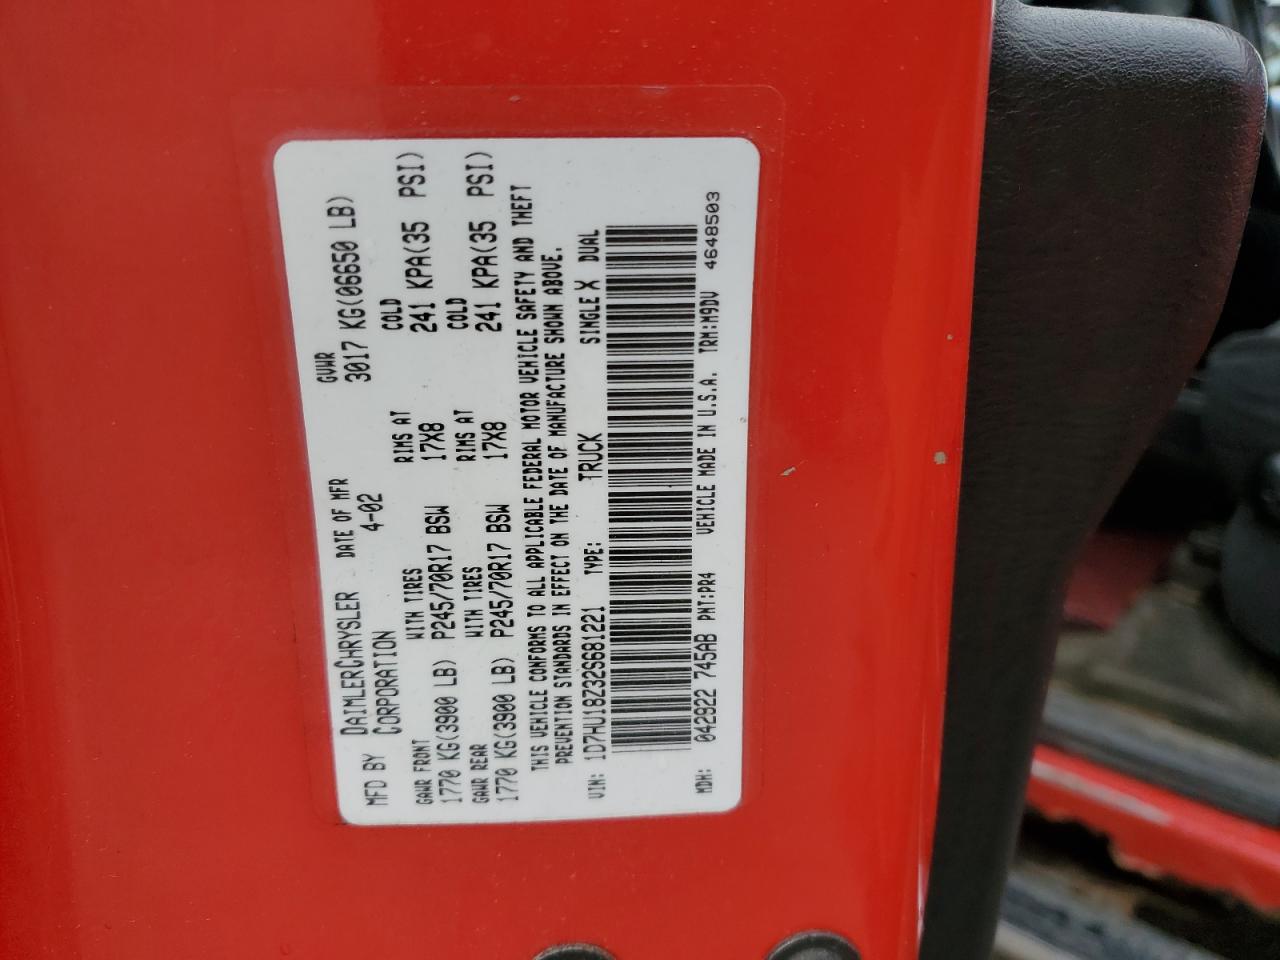 MFD BY DAIMLERCHRYSLER CORPORATION
DATE OF MFR 4-02
GVWR 3017 KG(06650 LB)
GAWR FRONT WITH TIRES RIMS AT COLD
1770 KG(3900 LB) P245/70R17 BSW 17X8 241 KPA(35 PSI)
GAWR REAR WITH TIRES RIMS AT COLD
1770 KG(3900 LB) P245/70R17 BSW 17X8 241 KPA(35 PSI)
THIS VEHICLE CONFORMS TO ALL APPLICABLE FEDERAL MOTOR VEHICLE SAFETY AND THEFT
PREVENTION STANDARDS IN EFFECT ON THE DATE OF MANUFACTURE SHOWN ABOVE.
VIN: 1D7HU18Z32S681221 TYPE: TRUCK SINGLE X DUAL
MDH: 042822 745AB PNT:PR4 VEHICLE MADE IN U.S.A. TRM:M9DV 4648503